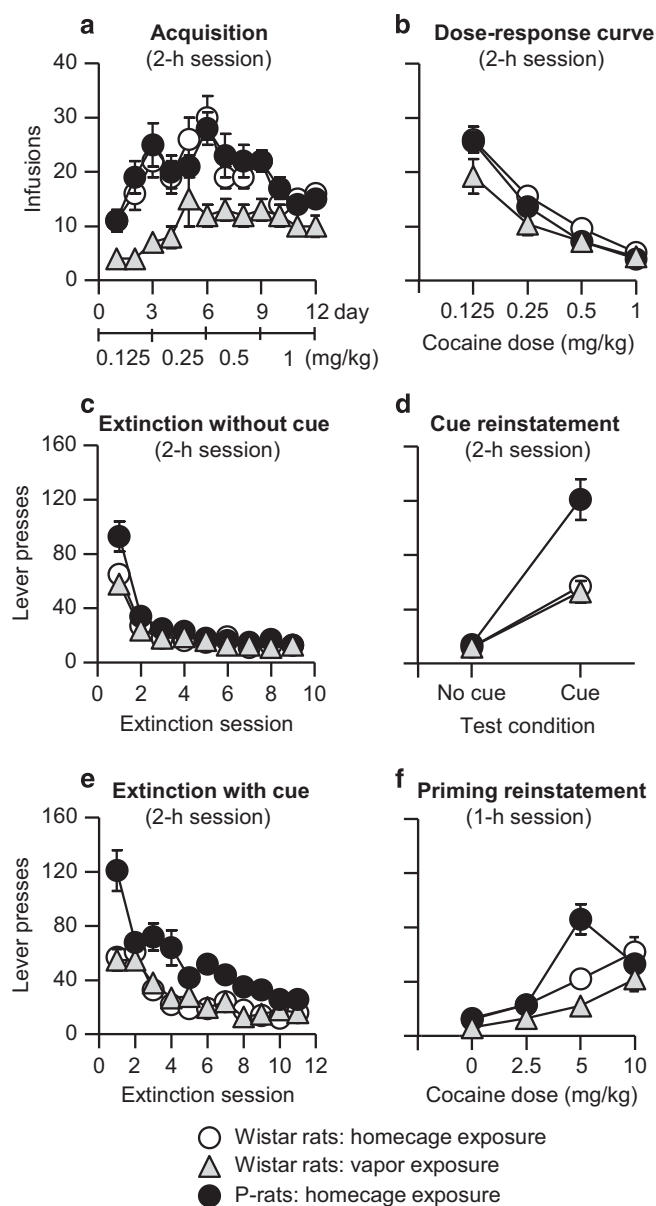 a Acquisition
(2-h session)
40
30
20
10
0
Infusions
0 3 6 9 12 day
0.125 0.25 0.5 1 (mg/kg)
b Dose-response curve
(2-h session)
0.125 0.25 0.5 1
Cocaine dose (mg/kg)
c Extinction without cue
(2-h session)
160
120
80
40
0
Lever presses
0 2 4 6 8 10
Extinction session
d Cue reinstatement
(2-h session)
No cue Cue
Test condition
e Extinction with cue
(2-h session)
160
120
80
40
0
Lever presses
0 2 4 6 8 10 12
Extinction session
f Priming reinstatement
(1-h session)
0 2.5 5 10
Cocaine dose (mg/kg)
Wistar rats: homecage exposure
Wistar rats: vapor exposure
P-rats: homecage exposure